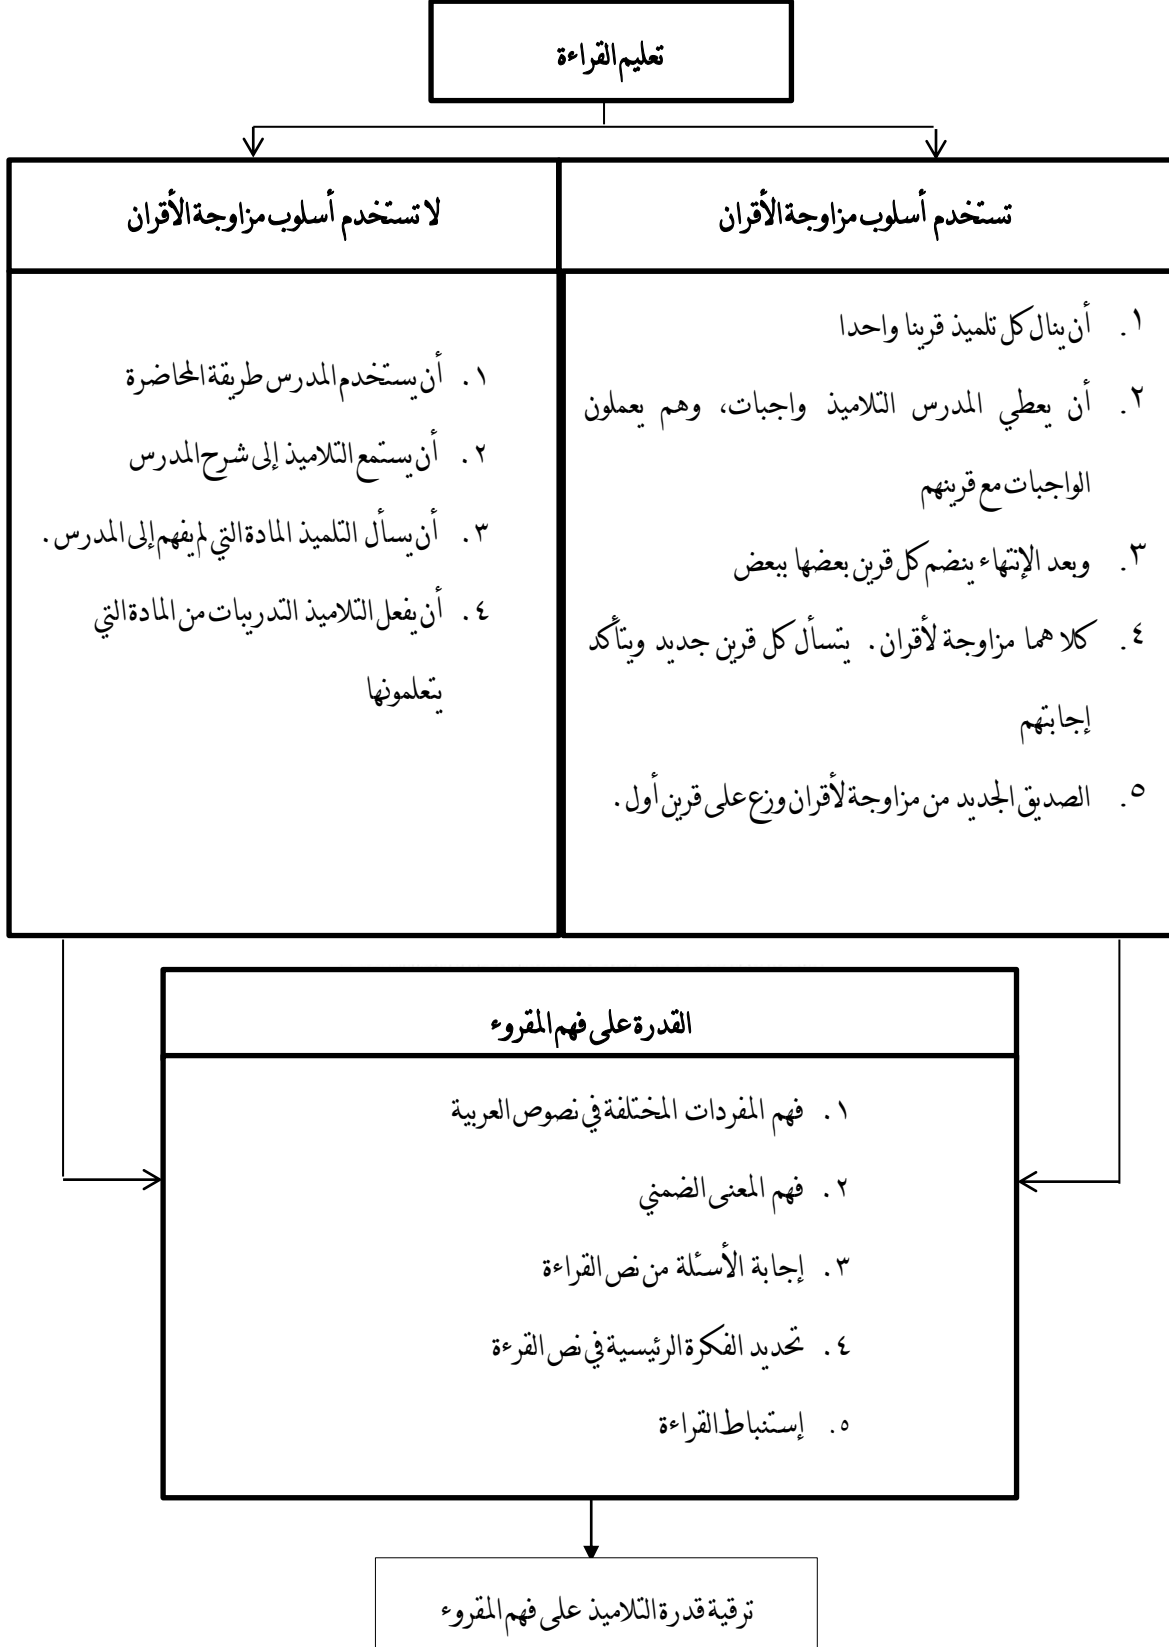 تعليم القراءة
تستخدم أسلوب مزاوجة الأقران
لا تستخدم أسلوب مزاوجة الأقران
١. أن ينال كل تلميذ قرينا واحدا
٢. أن يعطي المدرس التلاميذ واجبات، وهم يعملون
الواجبات مع قرينهم
٣. وبعد الإنتهاء ينضم كل قرين بعضها ببعض
٤. كلا هما مزاوجة لأقران. يتسأل كل قرين جديد ويتأكد
إجابتهم
٥. الصديق الجديد من مزاوجة لأقران وزع على قرين أول.
١. أن يستخدم المدرس طريقة المحاضرة
٢. أن يستمع التلاميذ إلى شرح المدرس
٣. أن يسأل التلميذ المادة التي لم يفهم إلى المدرس.
٤. أن يفعل التلاميذ التدريبات من المادة التي
يتعلمونها
القدرة على فهم المقروء
١. فهم المفردات المختلفة في نصوص العربية
٢. فهم المعنى الضمني
٣. إجابة الأسئلة من نص القراءة
٤. تحديد الفكرة الرئيسية في نص القرءة
٥. إستنباط القراءة
ترقية قدرة التلاميذ على فهم المقروء